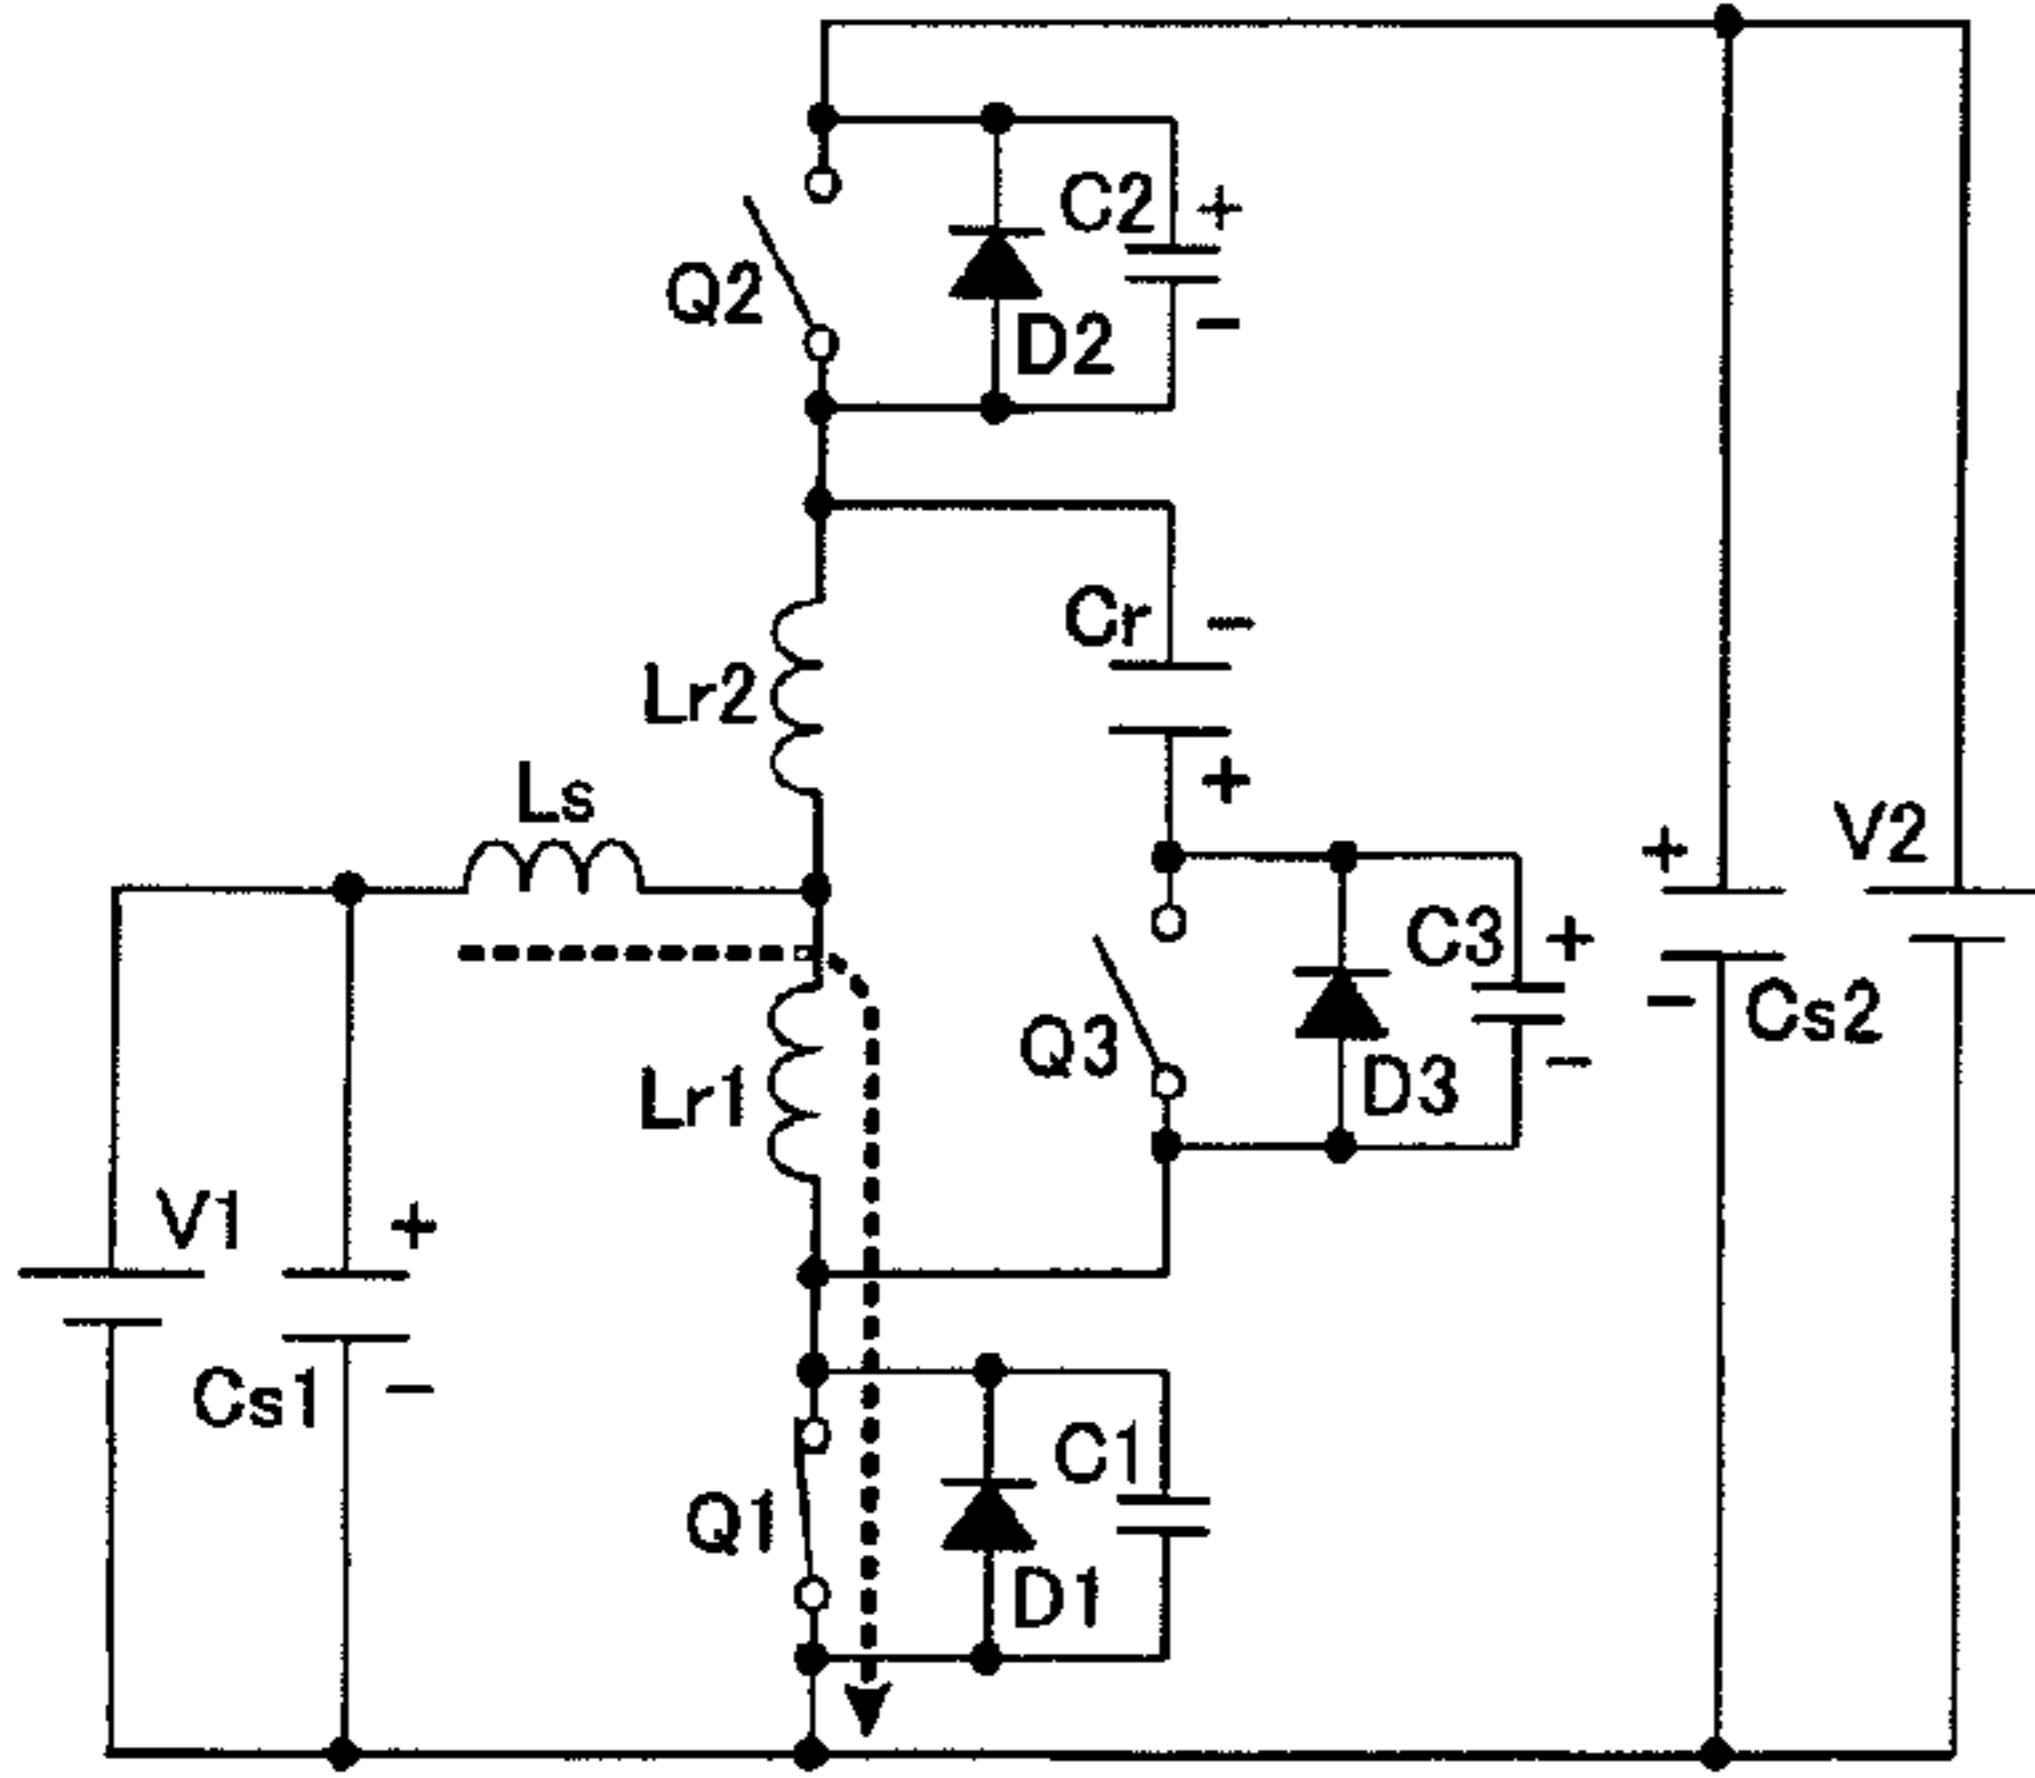 C2
+
Q2
D2
−
Cr
−
Lr2
+
Ls
+
V2
C3
+
Q3
−
Cs2
D3
−
Lr1
V1
+
Cs1
−
C1
Q1
D1